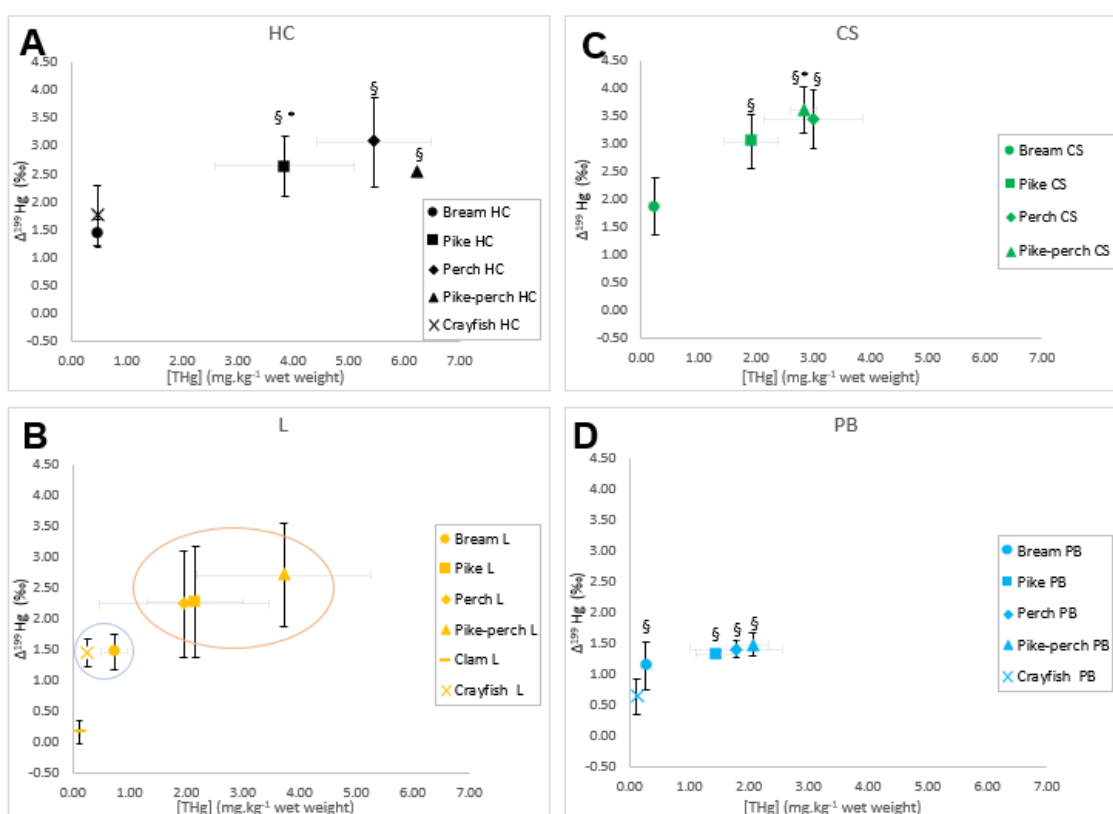 A
HC
4.50
4.00
3.50
3.00
2.50
2.00
1.50
1.00
0.50
0.00
-0.50
Δ¹⁹⁹ Hg (‰)
§ *
§
§
Bream HC
Pike HC
Perch HC
Pike-perch HC
Crayfish HC
0.00 1.00 2.00 3.00 4.00 5.00 6.00 7.00
[THg] (mg.kg⁻¹ wet weight)
C
CS
4.50
4.00
3.50
3.00
2.50
2.00
1.50
1.00
0.50
0.00
-0.50
Δ¹⁹⁹ Hg (‰)
§
§* §
Bream CS
Pike CS
Perch CS
Pike-perch CS
0.00 1.00 2.00 3.00 4.00 5.00 6.00 7.00
[THg] (mg.kg⁻¹ wet weight)
B
L
4.50
4.00
3.50
3.00
2.50
2.00
1.50
1.00
0.50
0.00
-0.50
Δ¹⁹⁹ Hg (‰)
Bream L
Pike L
Perch L
Pike-perch L
Clam L
Crayfish L
0.00 1.00 2.00 3.00 4.00 5.00 6.00 7.00
[THg] (mg.kg⁻¹ wet weight)
D
PB
4.50
4.00
3.50
3.00
2.50
2.00
1.50
1.00
0.50
0.00
-0.50
Δ¹⁹⁹ Hg (‰)
§ § § §
Bream PB
Pike PB
Perch PB
Pike-perch PB
Crayfish PB
0.00 1.00 2.00 3.00 4.00 5.00 6.00 7.00
[THg] (mg.kg⁻¹ wet weight)